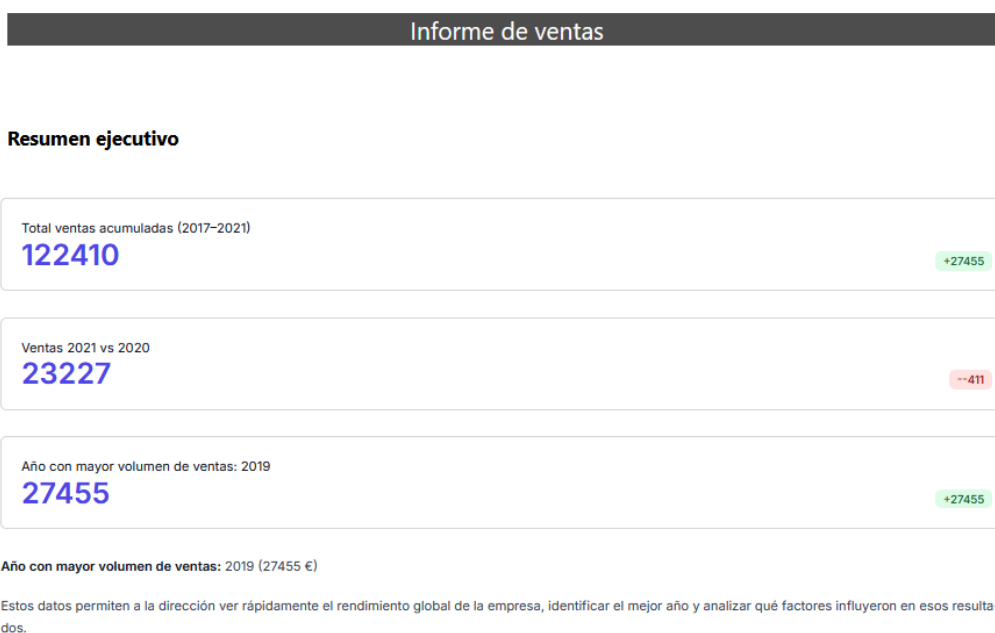 Informe de ventas
Resumen ejecutivo
Total ventas acumuladas (2017–2021)
122410
+27455
Ventas 2021 vs 2020
23227
--411
Año con mayor volumen de ventas: 2019
27455
+27455
Año con mayor volumen de ventas: 2019 (27455 €)
Estos datos permiten a la dirección ver rápidamente el rendimiento global de la empresa, identificar el mejor año y analizar qué factores influyeron en esos resulta-
dos.